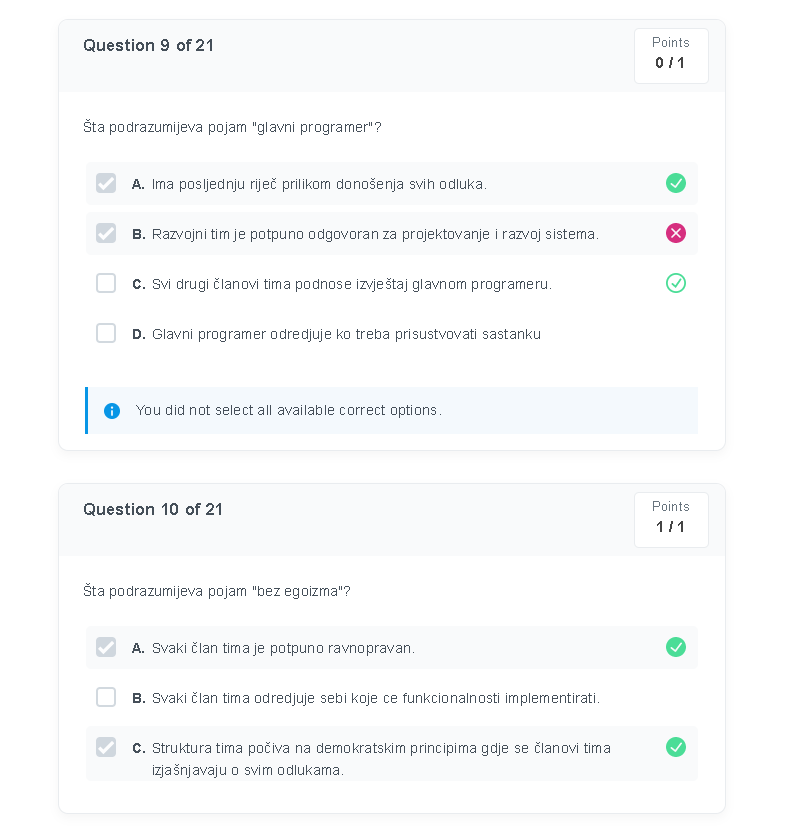 Question 9 of 21
Points
0 / 1
Šta podrazumijeva pojam "glavni programer"?
A. Ima posljednju riječ prilikom donošenja svih odluka.
B. Razvojni tim je potpuno odgovoran za projektovanje i razvoj sistema.
C. Svi drugi članovi tima podnose izvještaj glavnom programeru.
D. Glavni programer odredjuje ko treba prisustvovati sastanku
You did not select all available correct options.
Question 10 of 21
Points
1 / 1
Šta podrazumijeva pojam "bez egoizma"?
A. Svaki član tima je potpuno ravnopravan.
B. Svaki član tima odredjuje sebi koje ce funkcionalnosti implementirati.
C. Struktura tima počiva na demokratskim principima gdje se članovi tima
izjašnjavaju o svim odlukama.